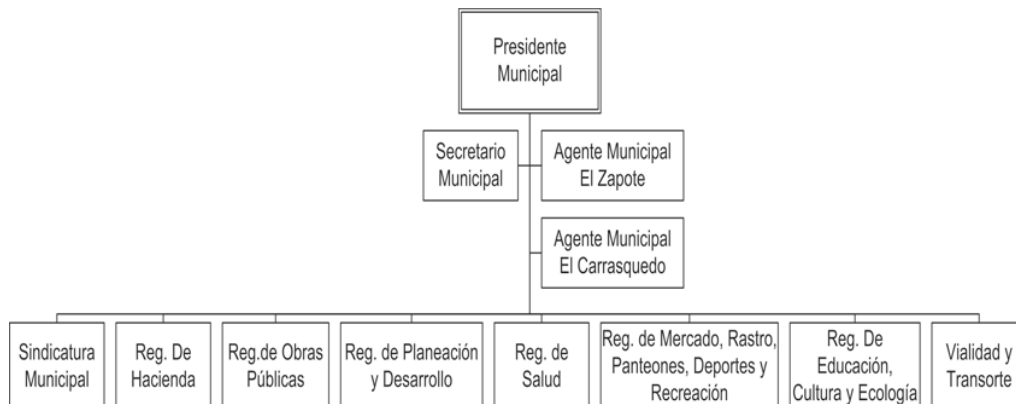 Presidente
Municipal
Secretario
Municipal
Agente Municipal
El Zapote
Agente Municipal
El Carrasquedo
Sindicatura
Municipal
Reg. De
Hacienda
Reg.de Obras
Públicas
Reg. de Planeación
y Desarrollo
Reg. de
Salud
Reg. de Mercado, Rastro,
Panteones, Deportes y
Recreación
Reg. De
Educación,
Cultura y Ecología
Vialidad y
Transorte